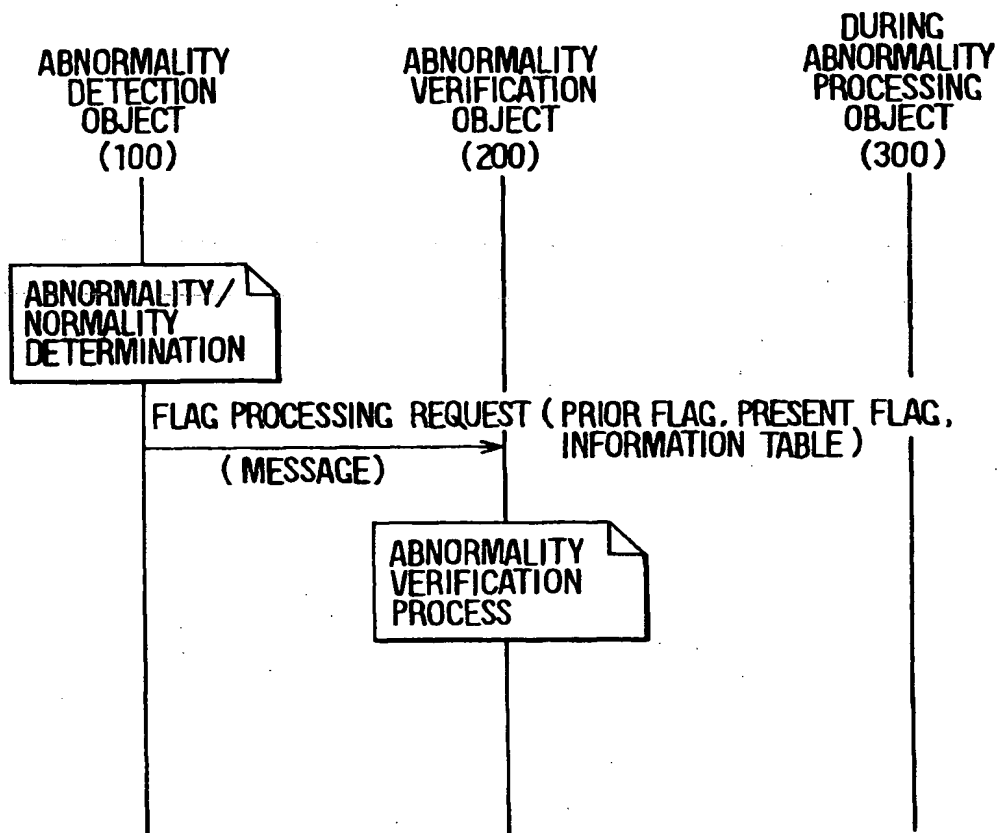 ABNORMALITY
DETECTION
OBJECT
(100)
ABNORMALITY
VERIFICATION
OBJECT
(200)
DURING
ABNORMALITY
PROCESSING
OBJECT
(300)
ABNORMALITY/
NORMALITY
DETERMINATION
FLAG PROCESSING REQUEST (PRIOR FLAG, PRESENT FLAG,
INFORMATION TABLE)
(MESSAGE)
ABNORMALITY
VERIFICATION
PROCESS